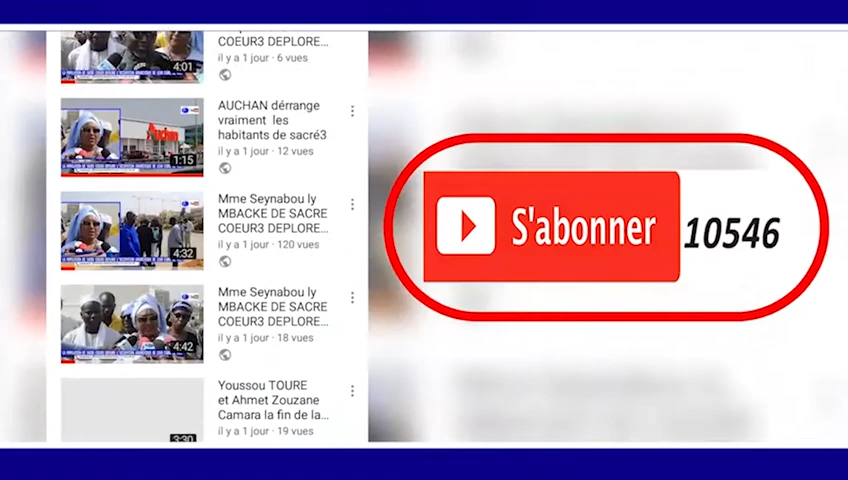 COEUR3 DEPLORE...
il y a 1 jour · 6 vues
4:01
AUCHAN dérrange
vraiment les
habitants de sacré3
il y a 1 jour · 12 vues
Auchan
1:15
Mme Seynabou ly
MBACKE DE SACRE
COEUR3 DEPLORE...
il y a 1 jour · 120 vues
4:32
Mme Seynabou ly
MBACKE DE SACRE
COEUR3 DEPLORE...
il y a 1 jour · 18 vues
4:42
Youssou TOURE
et Ahmet Zouzane
Camara la fin de la...
il y a 1 jour · 19 vues
3:30
S'abonner 10546